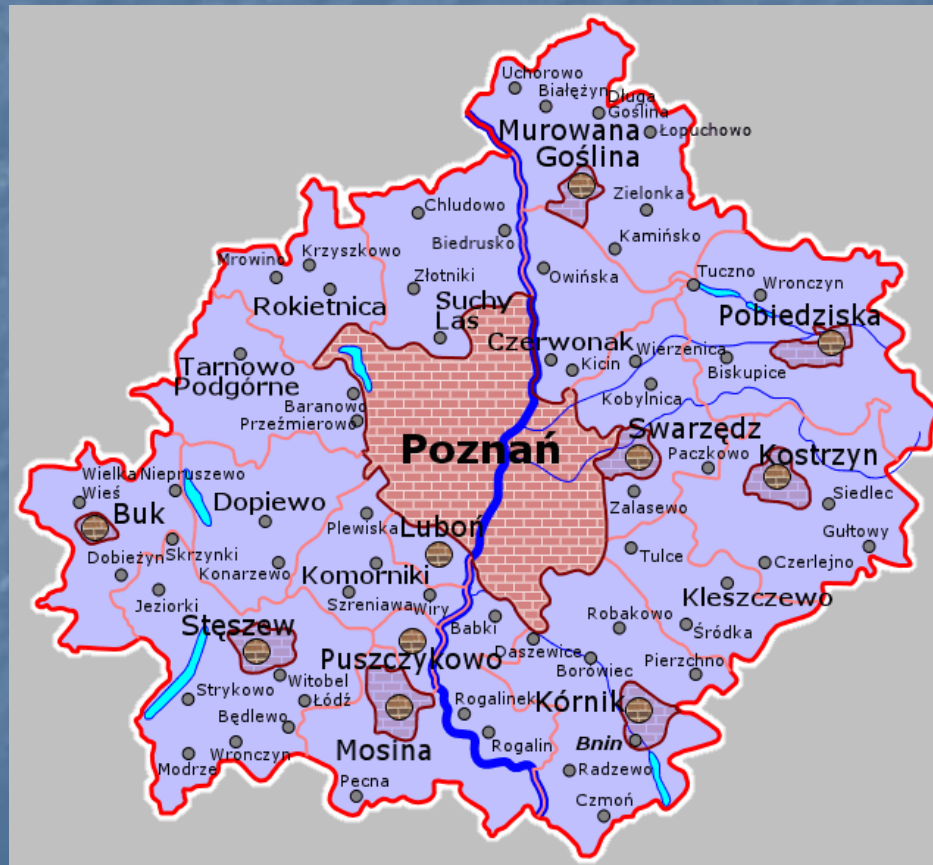 Uchorowo
Białężyn
Długa
Goślina
Łopuchowo
Murowana
Goślina
Zielonka
Chludowo
Biedrusko
Kamińsko
Mrowino
Krzyszkowo
Złotniki
Owińska
Tuczno
Wronczyn
Rokietnica
Suchy
Las
Pobiedziska
Czerwonak
Kicin
Wierzenica
Biskupice
Tarnowo
Podgórne
Baranowo
Przeźmierowo
Kobylnica
Poznań
Swarzędz
Paczkowo
Kostrzyn
Wielka
Wieś
Niepruszewo
Siedlec
Buk
Dopiewo
Plewiska
Luboń
Zalasewo
Gułtowy
Dobieżyn
Skrzynki
Konarzewo
Komorniki
Tulce
Czerlejno
Jeziorki
Szreniawa
Wiry
Kleszczewo
Stęszew
Babki
Robakowo
Śródka
Puszczykowo
Daszewice
Borówiec
Pierzchno
Witobel
Strykowo
Łódź
Rogalinek
Kórnik
Będlewo
Wronczyn
Mosina
Rogalin
Bnin
Modrze
Pecna
Radzewo
Czmoń